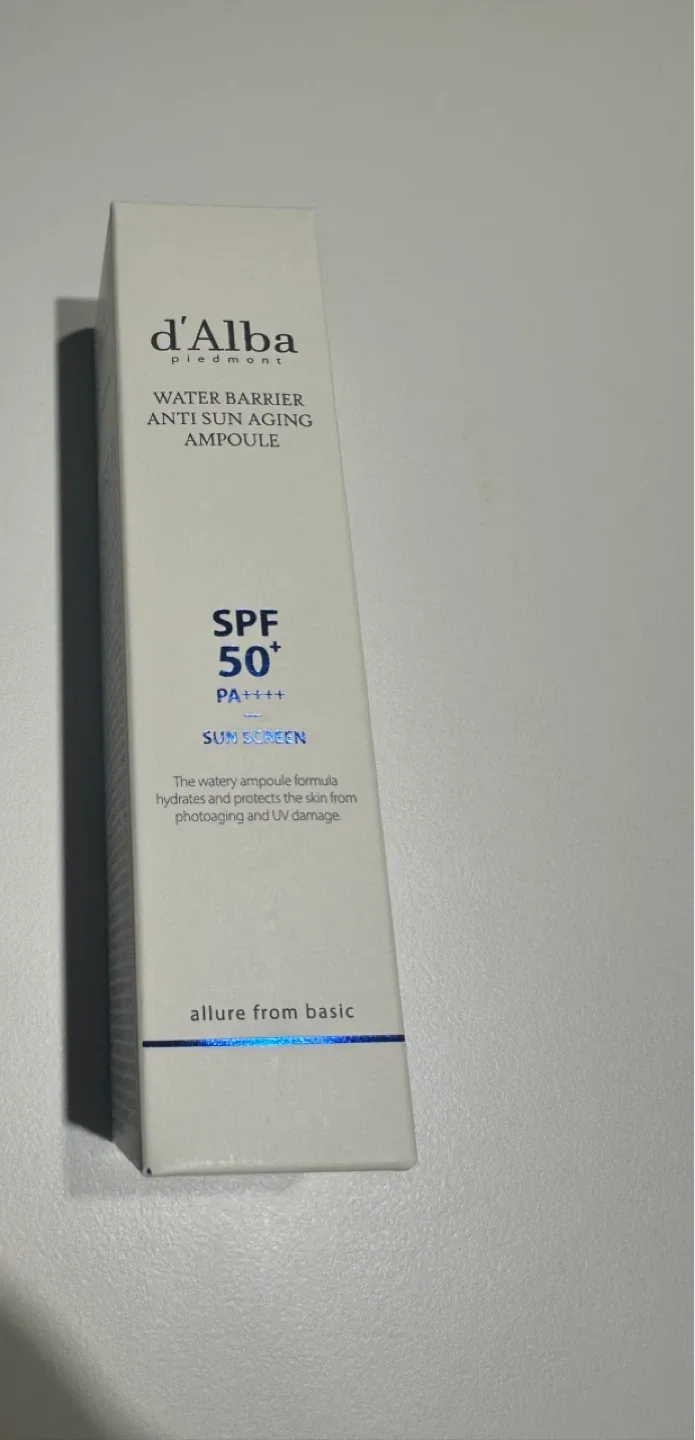 d'Alba
piedmont
WATER BARRIER
ANTI SUN AGING
AMPOULE
SPF
50+
PA++++
SUN SCREEN
The watery ampoule formula
hydrates and protects the skin from
photoaging and UV damage.
allure from basic